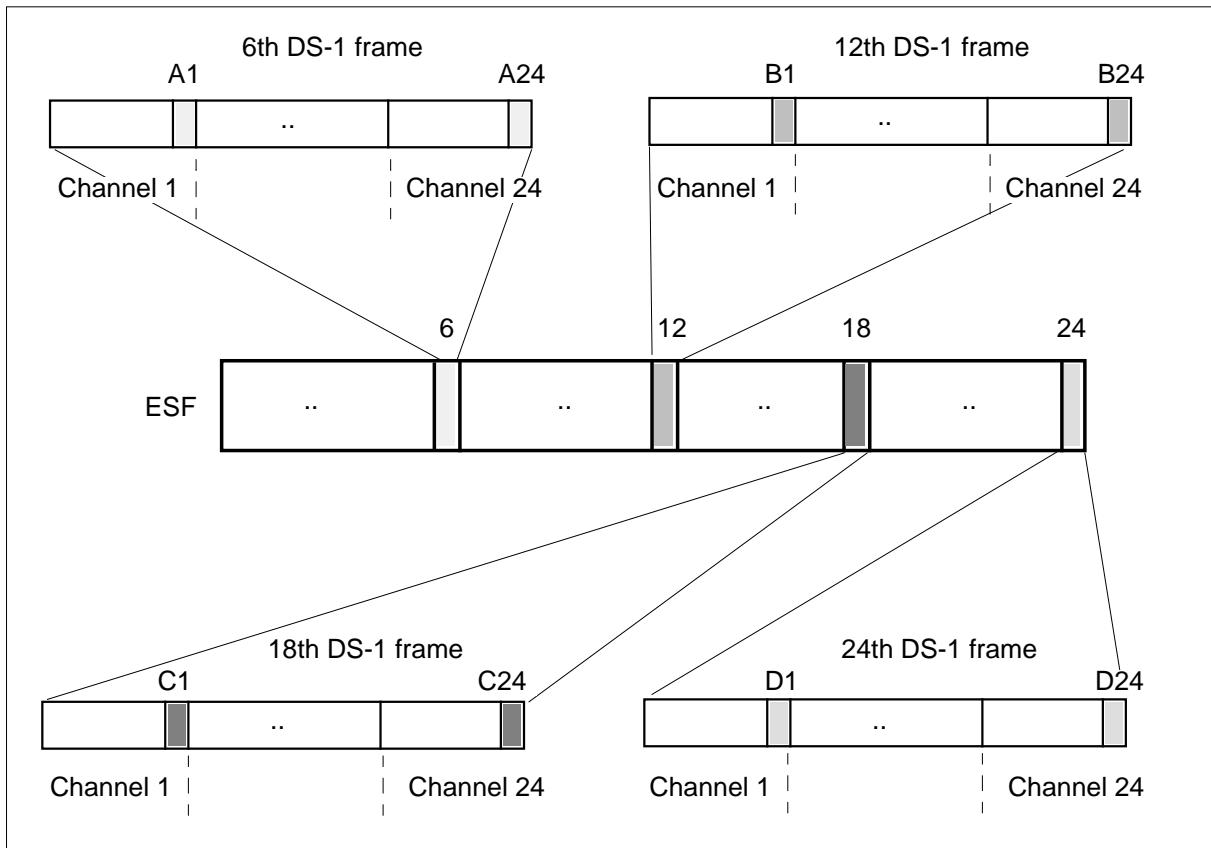 6th DS-1 frame
A1 A24
..
Channel 1 Channel 24
12th DS-1 frame
B1 B24
..
Channel 1 Channel 24
6 12 18 24
ESF .. .. .. ..
18th DS-1 frame
C1 C24
..
Channel 1 Channel 24
24th DS-1 frame
D1 D24
..
Channel 1 Channel 24